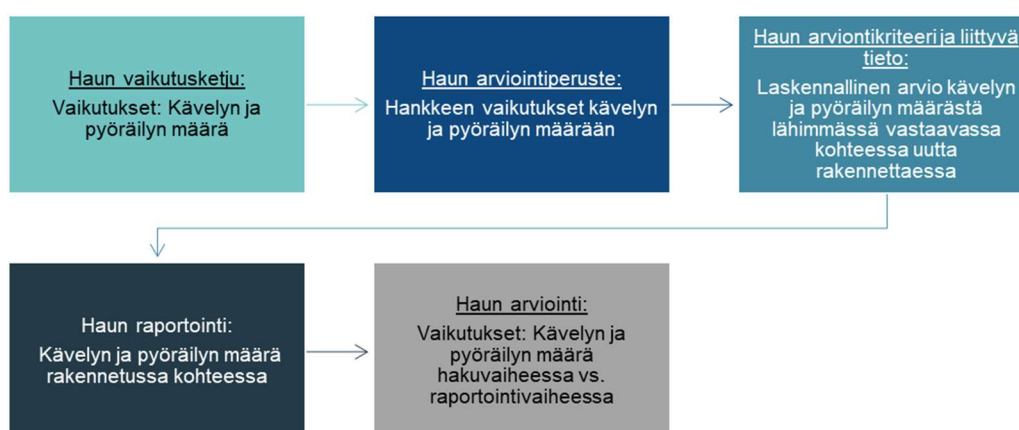 Haun vaikutusketju:
Vaikutukset: Kävelyn ja
pyöräilyn määrä
Haun arviointiperuste:
Hankkeen vaikutukset kävelyn
ja pyöräilyn määrään
Haun arviontikriteeri ja liittyvä
tieto:
Laskennallinen arvio kävelyn
ja pyöräilyn määrästä
lähimmässä vastaavassa
kohteessa uutta
rakennettaessa
Haun raportointi:
Kävelyn ja pyöräilyn määrä
rakennetussa kohteessa
Haun arviointi:
Vaikutukset: Kävelyn ja
pyöräilyn määrä
hakuvaiheessa vs.
raportointivaiheessa